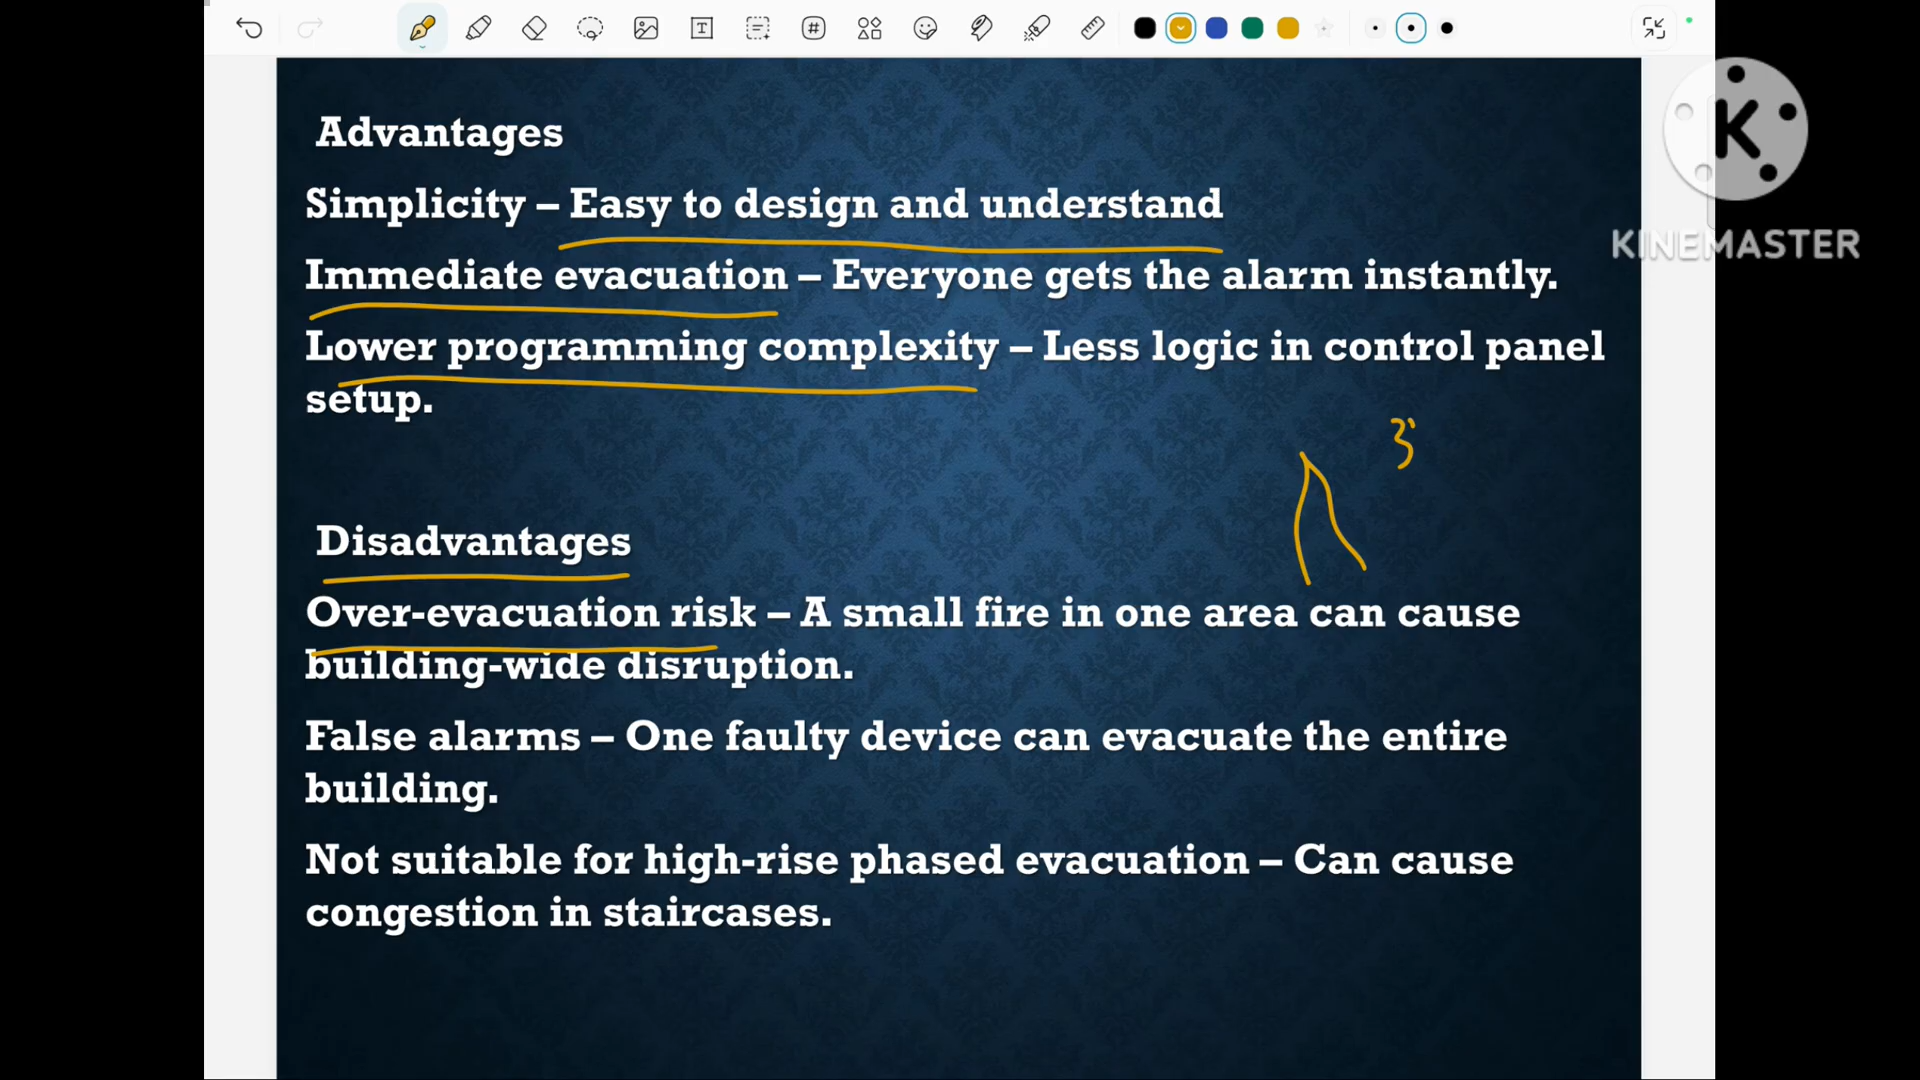 Advantages
Simplicity – Easy to design and understand
Immediate evacuation – Everyone gets the alarm instantly.
Lower programming complexity – Less logic in control panel
setup.
3
Disadvantages
Over-evacuation risk – A small fire in one area can cause
building-wide disruption.
False alarms – One faulty device can evacuate the entire
building.
Not suitable for high-rise phased evacuation – Can cause
congestion in staircases.
K
KINEMASTER